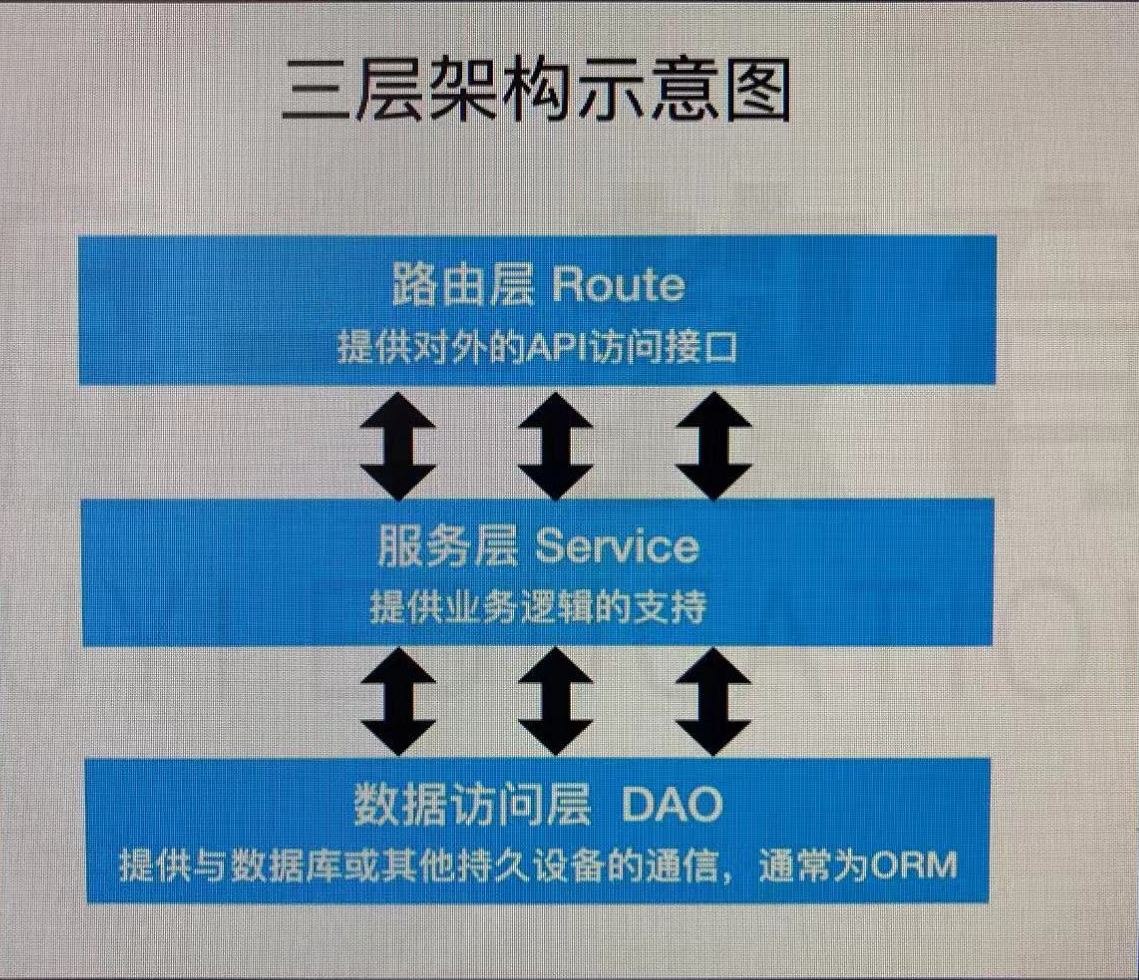 三层架构示意图
路由层 Route
提供对外的API访问接口
服务层 Service
提供业务逻辑的支持
数据访问层 DAO
提供与数据库或其他持久设备的通信，通常为ORM